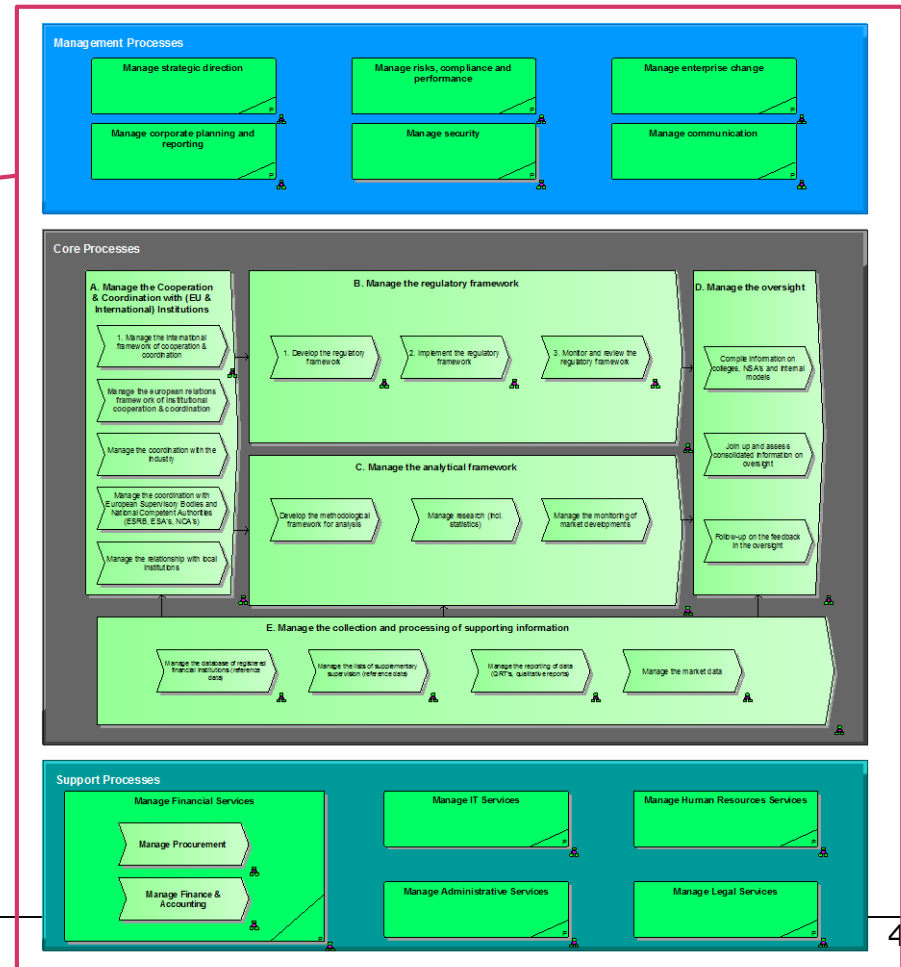 Management Processes
Manage strategic direction
Manage risks, compliance and
performance
Manage enterprise change
Manage corporate planning and
reporting
Manage security
Manage communication
Core Processes
A. Manage the Cooperation
& Coordination with (EU &
International) Institutions
1. Manage the international
framework of cooperation &
coordination
Manage the european relations
framework of institutional
cooperation & coordination
Manage the coordination with the
industry
Manage the coordination with
European Supervisory Bodies and
National Competent Authorities
(ESRB, ESA's, NCA's)
Manage the relationship with local
institutions
B. Manage the regulatory framework
1. Develop the regulatory
framework
2. Implement the regulatory
framework
3. Monitor and review the
regulatory framework
C. Manage the analytical framework
Develop the methodological
framework for analysis
Manage research (incl.
statistics)
Manage the monitoring of
market developments
D. Manage the oversight
Compile information on
colleges, NSA's and internal
models
Join up and assess
consolidated information on
oversight
Follow-up on the feedback
in the oversight
E. Manage the collection and processing of supporting information
Manage the database of registered
financial institutions (reference
data)
Manage the lists of supplementary
supervision (reference data)
Manage the reporting of data
(QRT's, qualitative reports)
Manage the market data
Support Processes
Manage Financial Services
Manage Procurement
Manage Finance &
Accounting
Manage IT Services
Manage Human Resources Services
Manage Administrative Services
Manage Legal Services
4